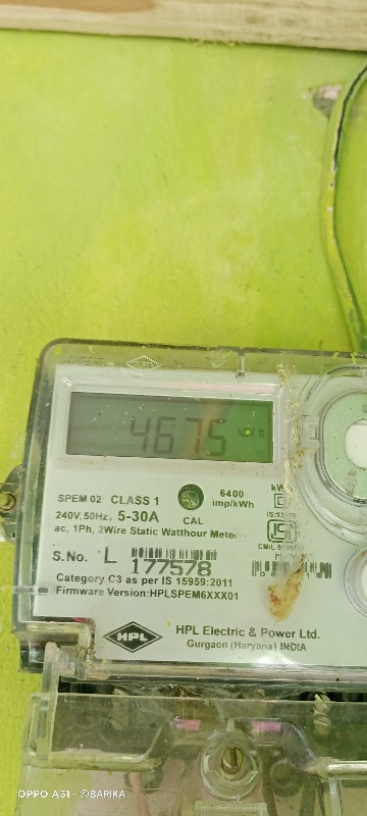 HPL
4675 kWh
SPEM 02 CLASS 1
6400
imp/kWh
240V, 50Hz, 5-30A
CAL
ac, 1Ph, 2Wire Static Watthour Meter
S.No. L 177578
Category C3 as per IS 15959:2011
Firmware Version:HPLSPEM6XXX01
HPL
HPL Electric & Power Ltd.
Gurgaon (Haryana) INDIA
OPPO A31 · ©BARIKA